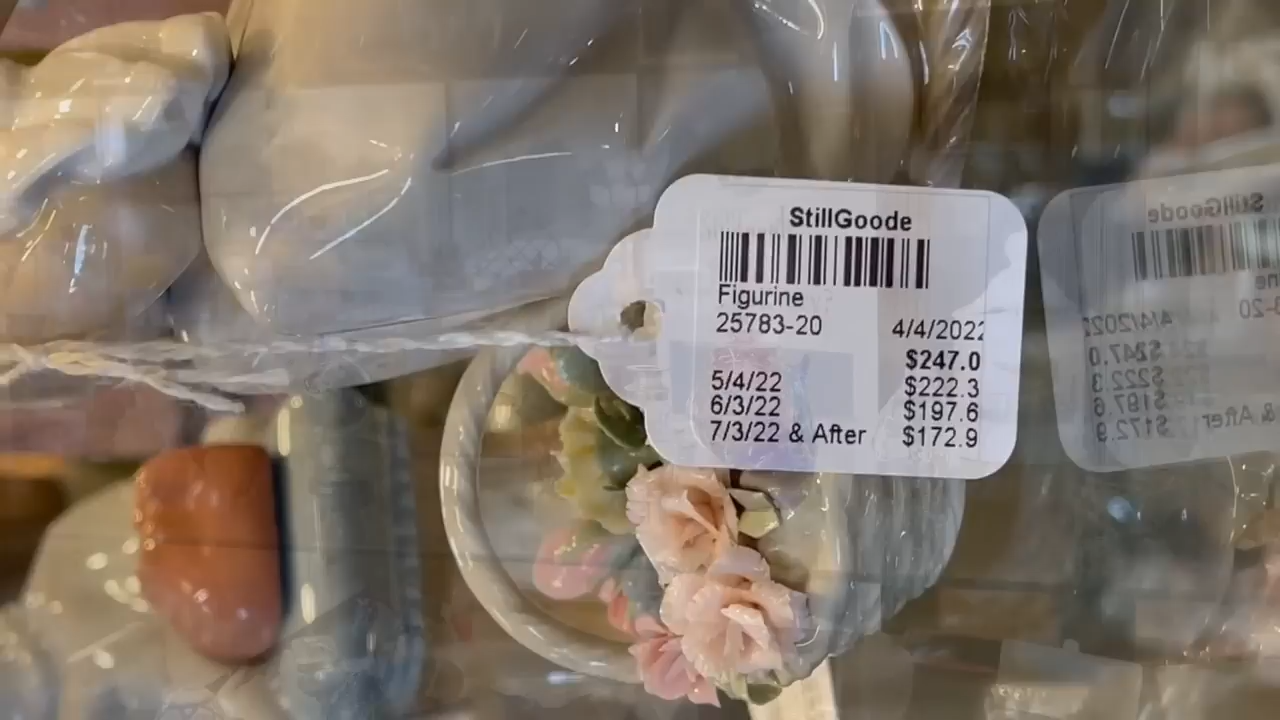 StillGoode
Figurine
25783-20 4/4/2022
$247.0
5/4/22 $222.3
6/3/22 $197.6
7/3/22 & After $172.9